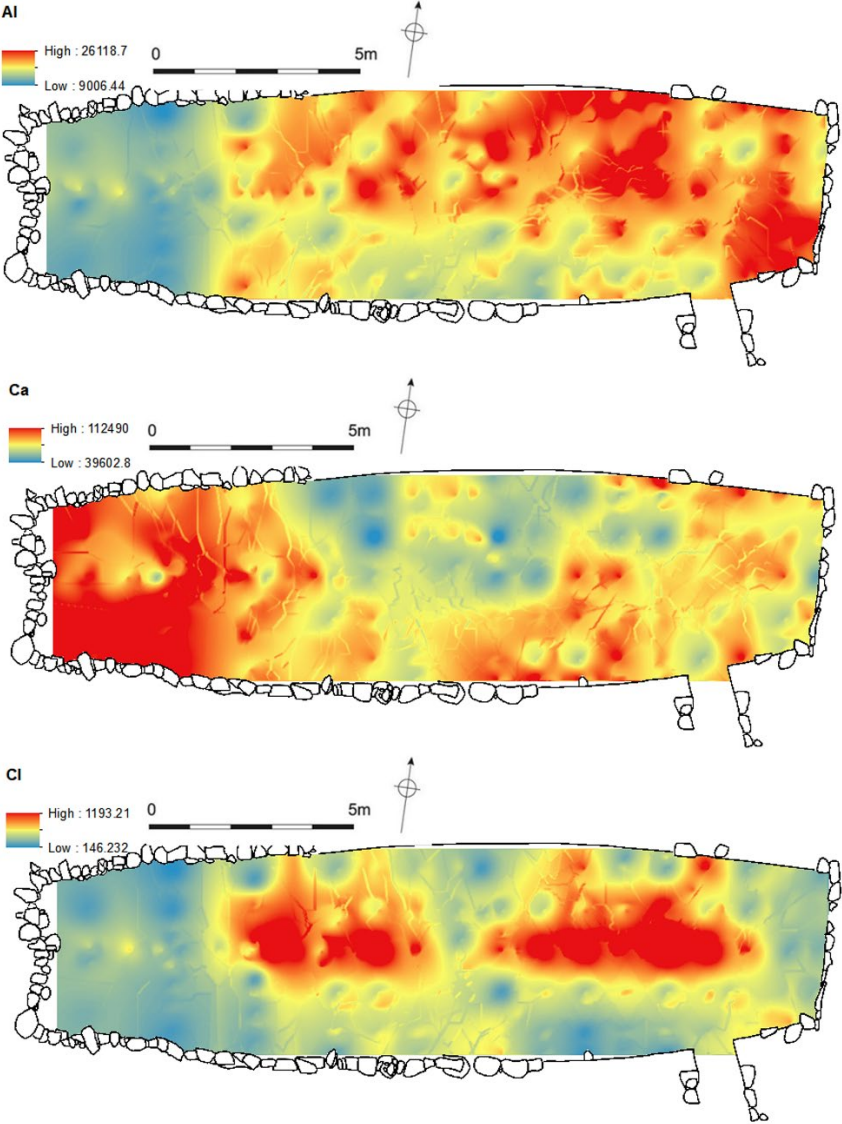 Al
High : 26118.7
Low : 9006.44
0 5m
Ca
High : 112490
Low : 39602.8
0 5m
Cl
High : 1193.21
Low : 146.232
0 5m